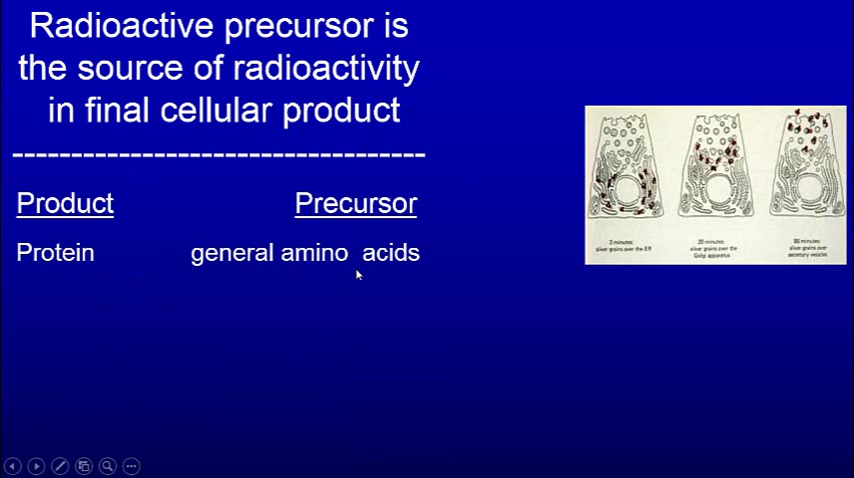 Radioactive precursor is
the source of radioactivity
in final cellular product
-----------------------------------
Product Precursor
Protein general amino acids
3 minutes: 20 minutes: 90 minutes:
silver grains over the ER silver grains over the silver grains over
Golgi apparatus secretory vesicles